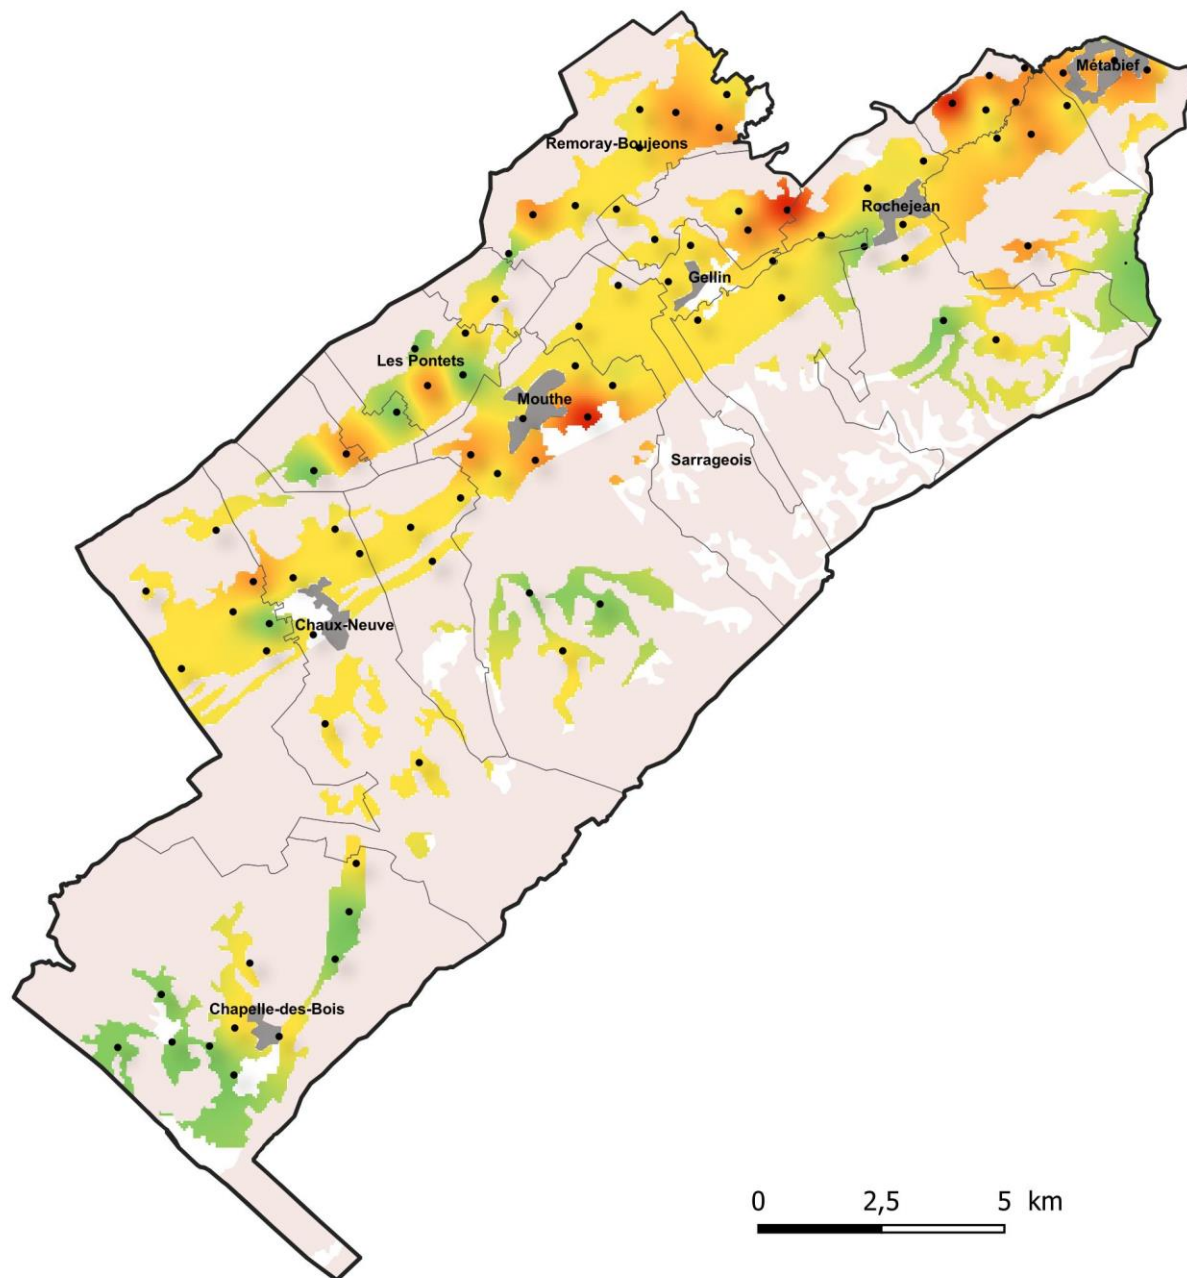 Métabief
Remoray-Boujeons
Rochejean
Gellin
Les Pontets
Mouthe
Sarrageois
Chaux-Neuve
Chapelle-des-Bois
0 2,5 5 km